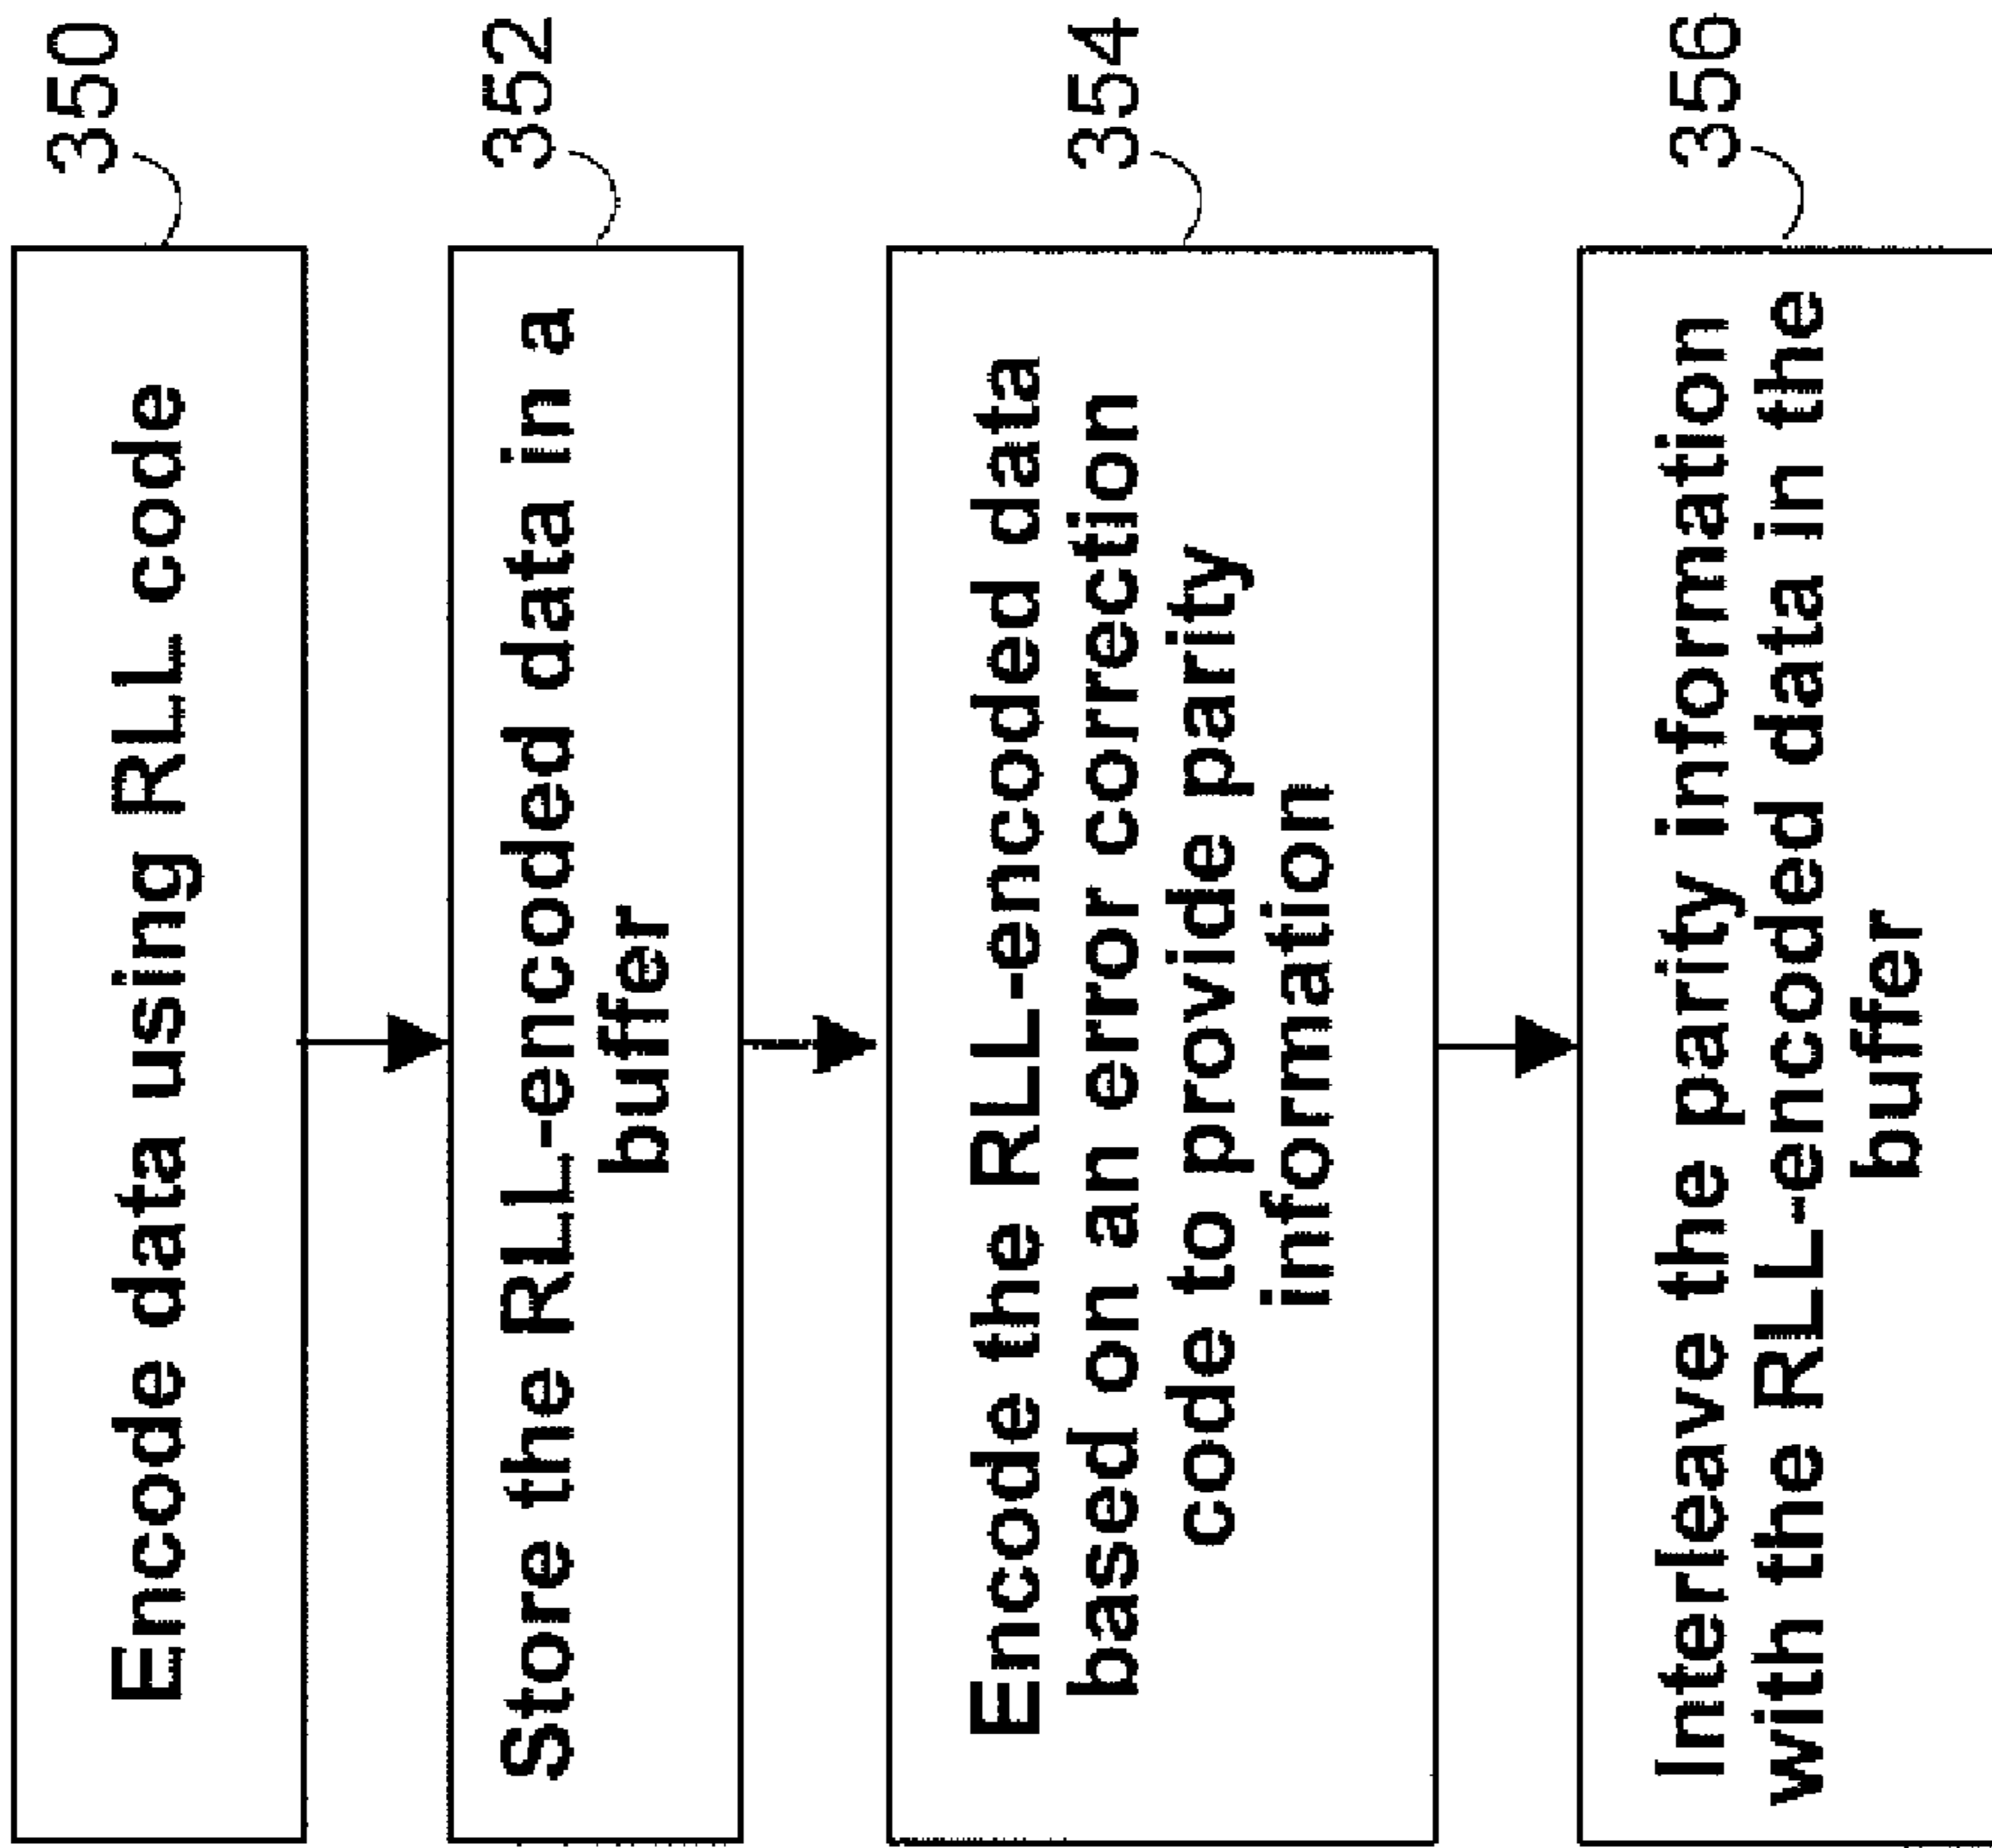 350
Encode data using RLL code
352
Store the RLL-encoded data in a
buffer
354
Encode the RLL-encoded data
based on an error correction
code to provide parity
information
356
Interleave the parity information
with the RLL-encoded data in the
buffer